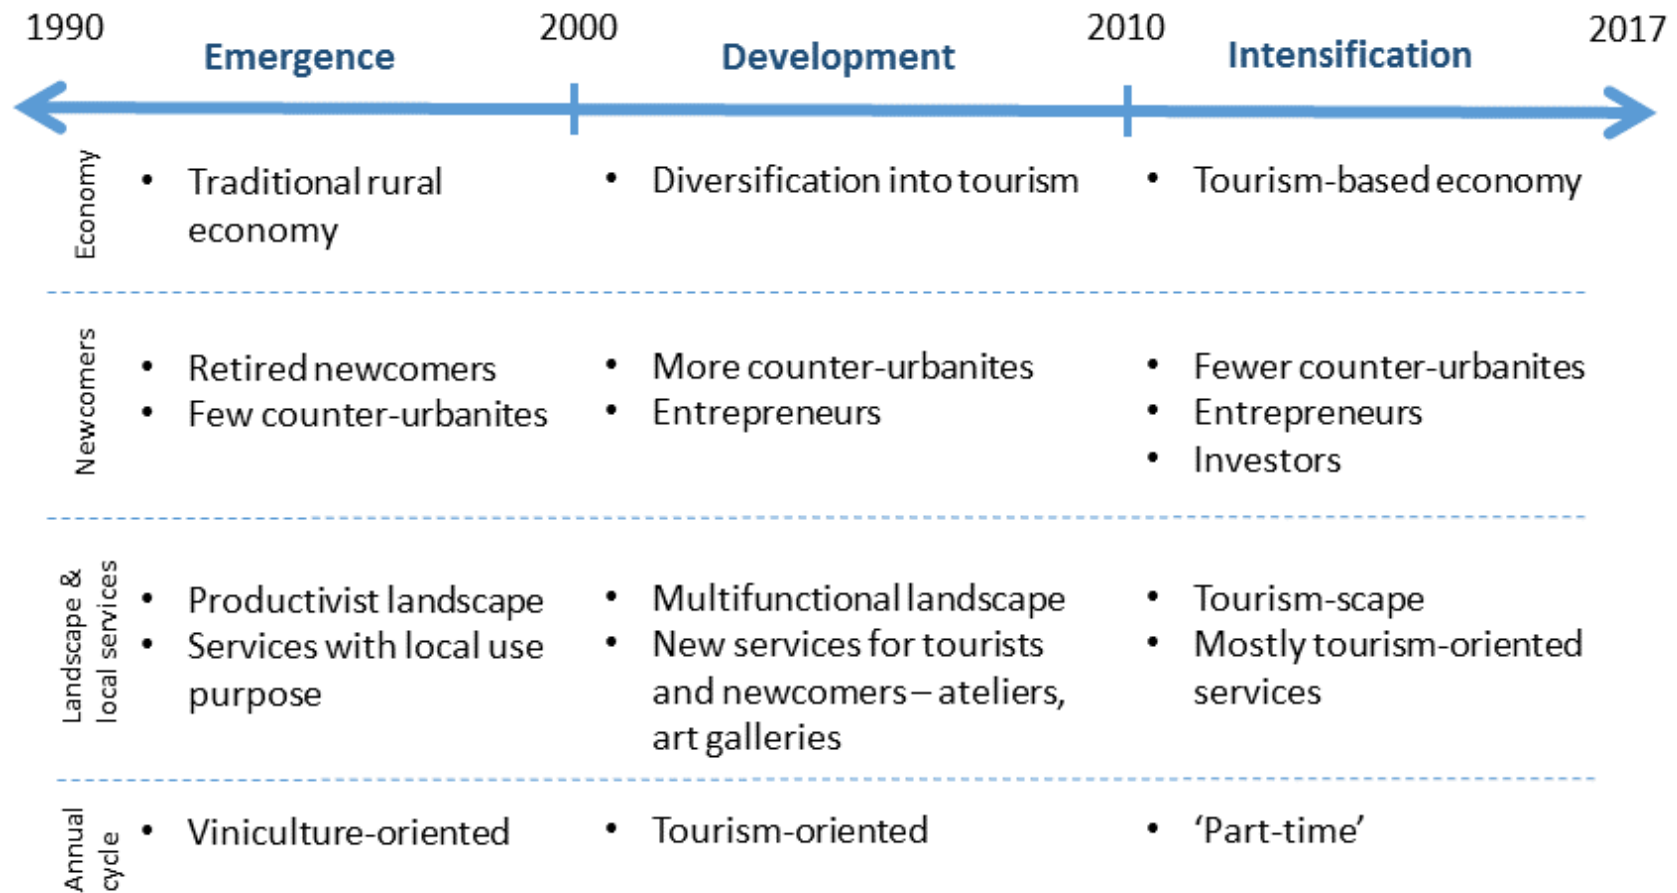 1990
2000
2010
2017
Emergence
Development
Intensification
Economy
• Traditional rural
economy
• Diversification into tourism
• Tourism-based economy
Newcomers
• Retired newcomers
• Few counter-urbanites
• More counter-urbanites
• Entrepreneurs
• Fewer counter-urbanites
• Entrepreneurs
• Investors
Landscape &
local services
• Productivist landscape
• Services with local use
purpose
• Multifunctional landscape
• New services for tourists
and newcomers – ateliers,
art galleries
• Tourism-scape
• Mostly tourism-oriented
services
Annual
cycle
• Viniculture-oriented
• Tourism-oriented
• ‘Part-time’